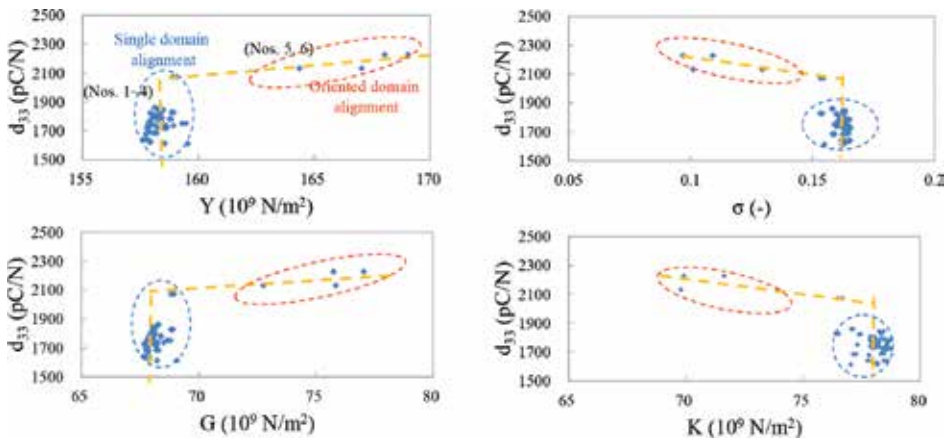 2500
2300
2100
1900
1700
1500
d33 (pC/N)
Single domain
alignment
(Nos. 1–4)
(Nos. 5, 6)
Oriented domain
alignment
155
160
165
170
Y (10⁹ N/m²)
2500
2300
2100
1900
1700
1500
d33 (pC/N)
0.05
0.1
0.15
0.2
σ (-)
2500
2300
2100
1900
1700
1500
d33 (pC/N)
65
70
75
80
G (10⁹ N/m²)
2500
2300
2100
1900
1700
1500
d33 (pC/N)
65
70
75
80
K (10⁹ N/m²)